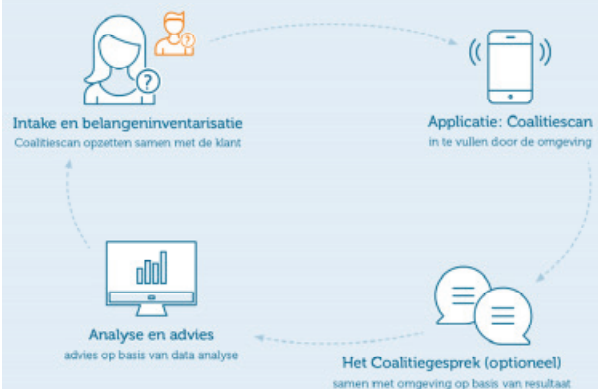 ?
?
Intake en belangeninventarisatie
Coalitiescan opzetten samen met de klant
Applicatie: Coalitiescan
in te vullen door de omgeving
Analyse en advies
advies op basis van data analyse
Het Coalitiegesprek (optioneel)
samen met omgeving op basis van resultaat